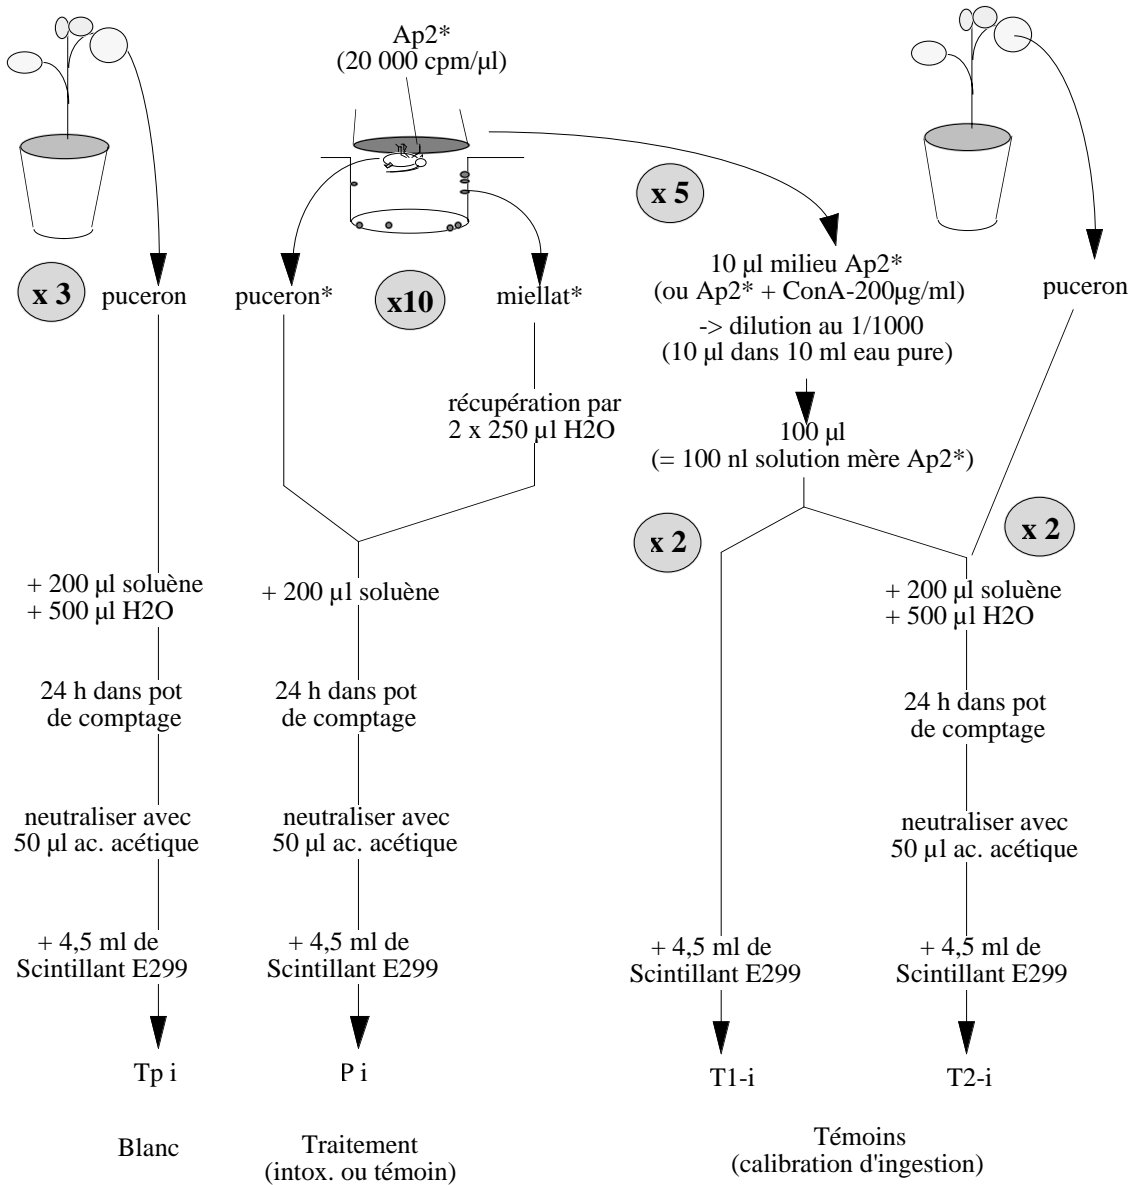 Ap2*
(20 000 cpm/µl)
x 5
x 3
puceron
puceron*
x10
miellat*
10 µl milieu Ap2*
(ou Ap2* + ConA-200µg/ml)
-> dilution au 1/1000
(10 µl dans 10 ml eau pure)
puceron
récupération par
2 x 250 µl H2O
100 µl
(= 100 nl solution mère Ap2*)
x 2
x 2
+ 200 µl soluène
+ 500 µl H2O
+ 200 µl soluène
+ 200 µl soluène
+ 500 µl H2O
24 h dans pot
de comptage
24 h dans pot
de comptage
24 h dans pot
de comptage
neutraliser avec
50 µl ac. acétique
neutraliser avec
50 µl ac. acétique
neutraliser avec
50 µl ac. acétique
+ 4,5 ml de
Scintillant E299
+ 4,5 ml de
Scintillant E299
+ 4,5 ml de
Scintillant E299
+ 4,5 ml de
Scintillant E299
Tp i
P i
T1-i
T2-i
Blanc
Traitement
(intox. ou témoin)
Témoins
(calibration d'ingestion)